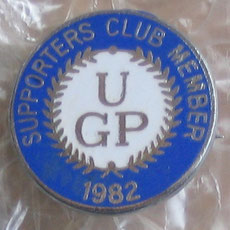 SUPPORTERS CLUB MEMBER
U
GP
1982